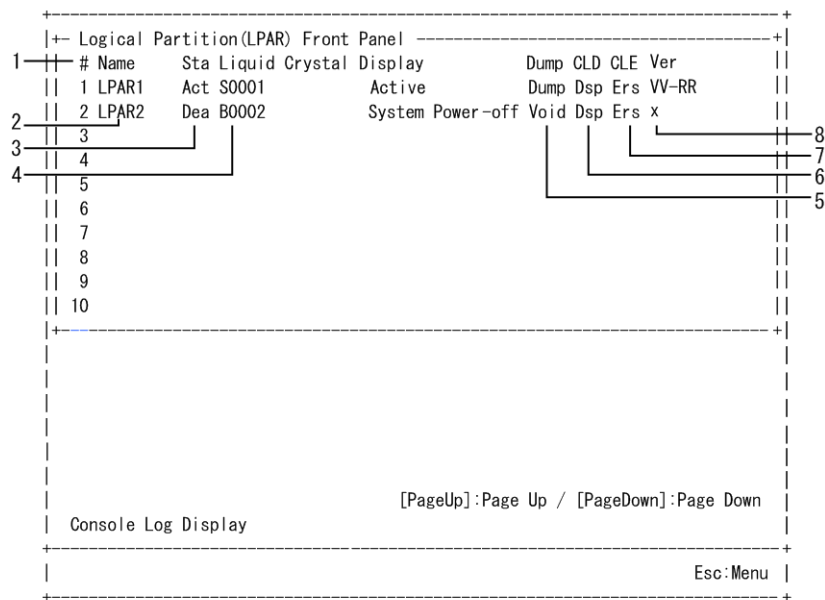 +- Logical Partition(LPAR) Front Panel -+
1 # Name Sta Liquid Crystal Display Dump CLD CLE Ver
1 LPAR1 Act S0001 Active Dump Dsp Ers VV-RR
2 LPAR2 Dea B0002 System Power-off Void Dsp Ers x
2
3 8
3
4 7
4
5 6
5
6
7
8
9
10
[PageUp]:Page Up / [PageDown]:Page Down
Console Log Display
Esc:Menu